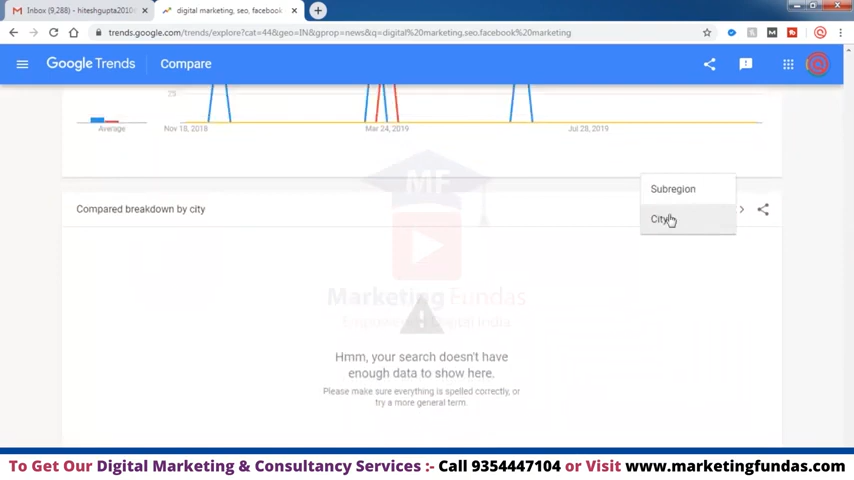 Inbox (9,288) - hiteshgupta2010
digital marketing, seo, facebook
trends.google.com/trends/explore?cat=44&geo=IN&gprop=news&q=digital%20marketing,seo,facebook%20marketing
Google Trends
Compare
25
Average
Nov 18, 2018
Mar 24, 2019
Jul 28, 2019
Subregion
Compared breakdown by city
City
MF
Marketing Fundas
Empowering Digital India
Hmm, your search doesn't have
enough data to show here.
Please make sure everything is spelled correctly, or
try a more general term.
To Get Our Digital Marketing & Consultancy Services :- Call 9354447104 or Visit www.marketingfundas.com